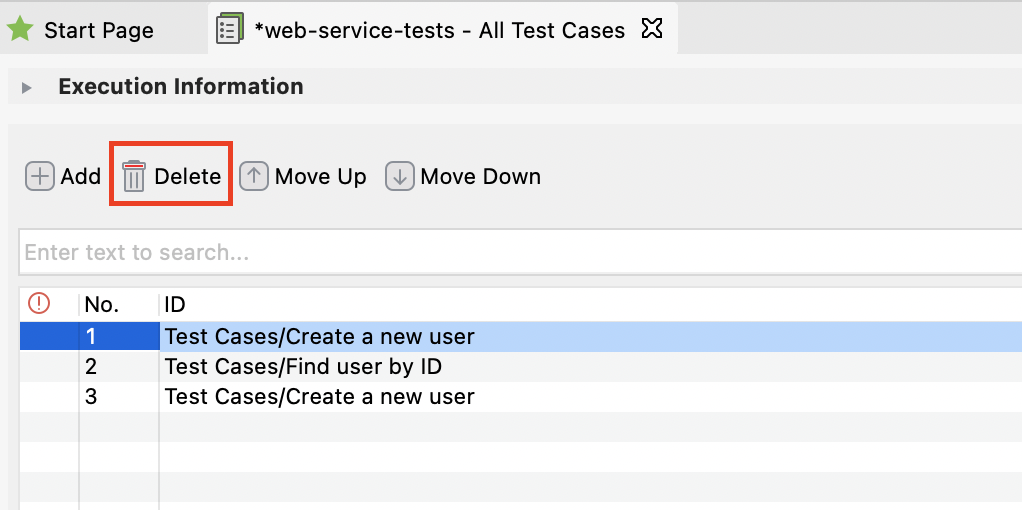 Start Page *web-service-tests - All Test Cases
Execution Information
Add Delete Move Up Move Down
Enter text to search...
No. ID
1 Test Cases/Create a new user
2 Test Cases/Find user by ID
3 Test Cases/Create a new user